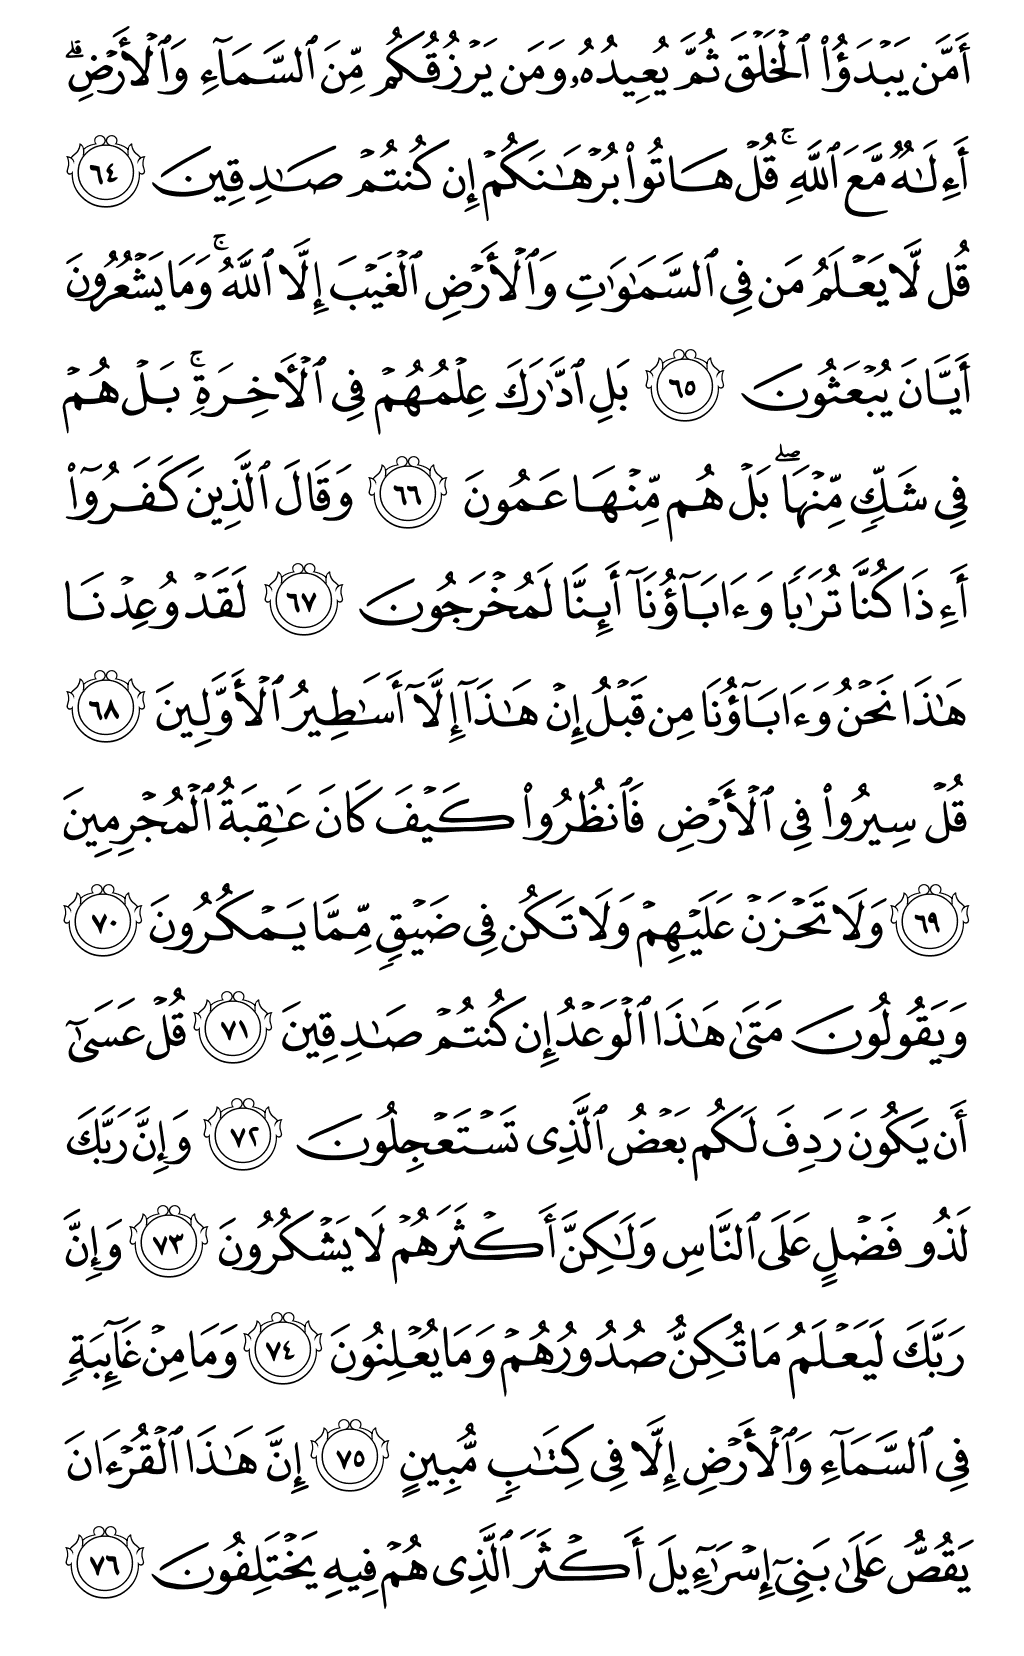 أَمَّن يَبْدَؤُا۟ ٱلْخَلْقَ ثُمَّ يُعِيدُهُۥ وَمَن يَرْزُقُكُم مِّنَ ٱلسَّمَآءِ وَٱلْأَرْضِ ۗ
أَءِلَـٰهٌ مَّعَ ٱللَّهِ ۚ قُلْ هَاتُوا۟ بُرْهَـٰنَكُمْ إِن كُنتُمْ صَـٰدِقِينَ ٦٤
قُل لَّا يَعْلَمُ مَن فِى ٱلسَّمَـٰوَٰتِ وَٱلْأَرْضِ ٱلْغَيْبَ إِلَّا ٱللَّهُ ۚ وَمَا يَشْعُرُونَ
أَيَّانَ يُبْعَثُونَ ٦٥ بَلِ ٱدَّٰرَكَ عِلْمُهُمْ فِى ٱلْـَٔاخِرَةِ ۚ بَلْ هُمْ
فِى شَكٍّ مِّنْهَا ۖ بَلْ هُم مِّنْهَا عَمُونَ ٦٦ وَقَالَ ٱلَّذِينَ كَفَرُوٓا۟
أَءِذَا كُنَّا تُرَٰبًا وَءَابَآؤُنَآ أَئِنَّا لَمُخْرَجُونَ ٦٧ لَقَدْ وُعِدْنَا
هَـٰذَا نَحْنُ وَءَابَآؤُنَا مِن قَبْلُ إِنْ هَـٰذَآ إِلَّآ أَسَـٰطِيرُ ٱلْأَوَّلِينَ ٦٨
قُلْ سِيرُوا۟ فِى ٱلْأَرْضِ فَٱنظُرُوا۟ كَيْفَ كَانَ عَـٰقِبَةُ ٱلْمُجْرِمِينَ
٦٩ وَلَا تَحْزَنْ عَلَيْهِمْ وَلَا تَكُن فِى ضَيْقٍ مِّمَّا يَمْكُرُونَ ٧٠
وَيَقُولُونَ مَتَىٰ هَـٰذَا ٱلْوَعْدُ إِن كُنتُمْ صَـٰدِقِينَ ٧١ قُلْ عَسَىٰٓ
أَن يَكُونَ رَدِفَ لَكُم بَعْضُ ٱلَّذِى تَسْتَعْجِلُونَ ٧٢ وَإِنَّ رَبَّكَ
لَذُو فَضْلٍ عَلَى ٱلنَّاسِ وَلَـٰكِنَّ أَكْثَرَهُمْ لَا يَشْكُرُونَ ٧٣ وَإِنَّ
رَبَّكَ لَيَعْلَمُ مَا تُكِنُّ صُدُورُهُمْ وَمَا يُعْلِنُونَ ٧٤ وَمَا مِنْ غَآئِبَةٍ
فِى ٱلسَّمَآءِ وَٱلْأَرْضِ إِلَّا فِى كِتَـٰبٍ مُّبِينٍ ٧٥ إِنَّ هَـٰذَا ٱلْقُرْءَانَ
يَقُصُّ عَلَىٰ بَنِىٓ إِسْرَٰٓءِيلَ أَكْثَرَ ٱلَّذِى هُمْ فِيهِ يَخْتَلِفُونَ ٧٦